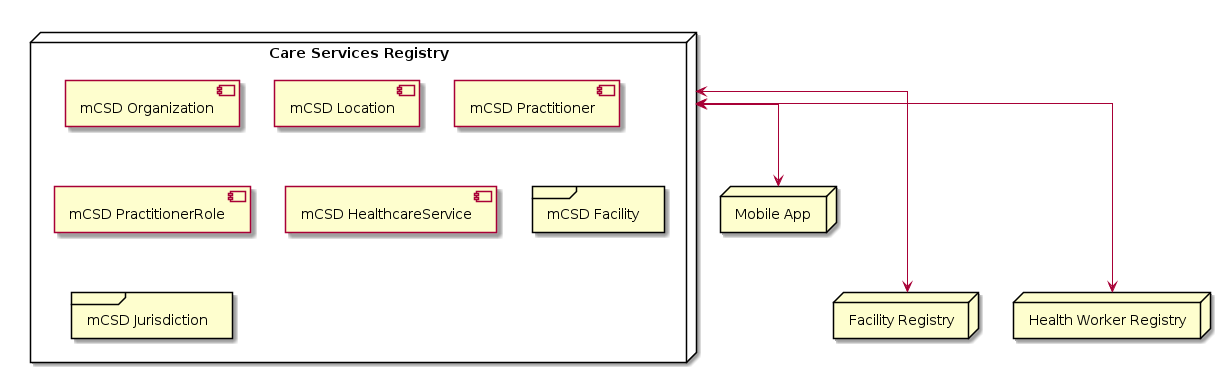 Care Services Registry
mCSD Organization
mCSD Location
mCSD Practitioner
mCSD PractitionerRole
mCSD HealthcareService
mCSD Facility
Mobile App
mCSD Jurisdiction
Facility Registry
Health Worker Registry